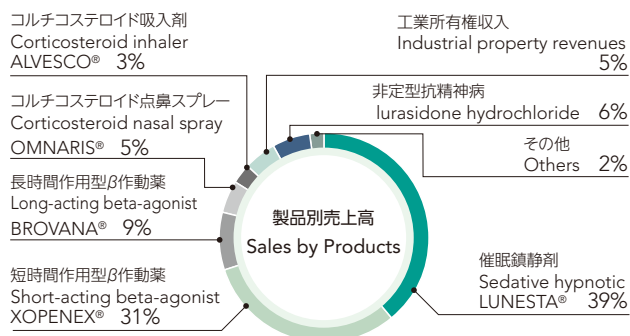 コルチコステロイド吸入剤
Corticosteroid inhaler
ALVESCO® 3%
コルチコステロイド点鼻スプレー
Corticosteroid nasal spray
OMNARIS® 5%
長時間作用型β作動薬
Long-acting beta-agonist
BROVANA® 9%
短時間作用型β作動薬
Short-acting beta-agonist
XOPENEX® 31%
製品別売上高
Sales by Products
工業所有権収入
Industrial property revenues
5%
非定型抗精神病
lurasidone hydrochloride 6%
その他
Others 2%
催眠鎮静剤
Sedative hypnotic
LUNESTA® 39%